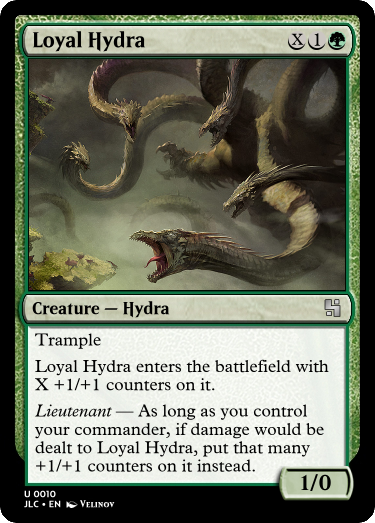 Loyal Hydra X1
Creature — Hydra
Trample
Loyal Hydra enters the battlefield with
X +1/+1 counters on it.
Lieutenant — As long as you control
your commander, if damage would be
dealt to Loyal Hydra, put that many
+1/+1 counters on it instead.
1/0
U 0010
JLC • EN VELINOV